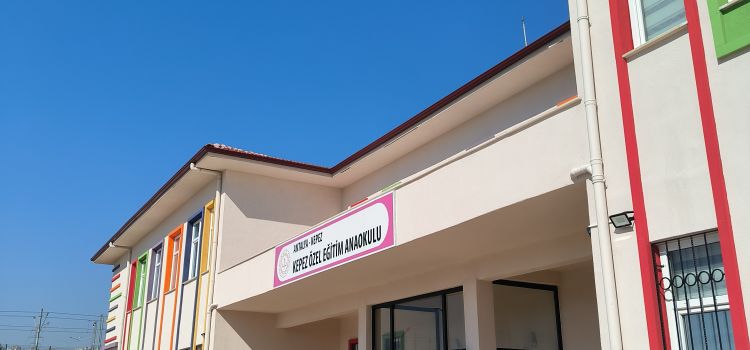 ANTALYA - KEPEZ
KEPEZ ÖZEL EĞİTİM ANAOKULU